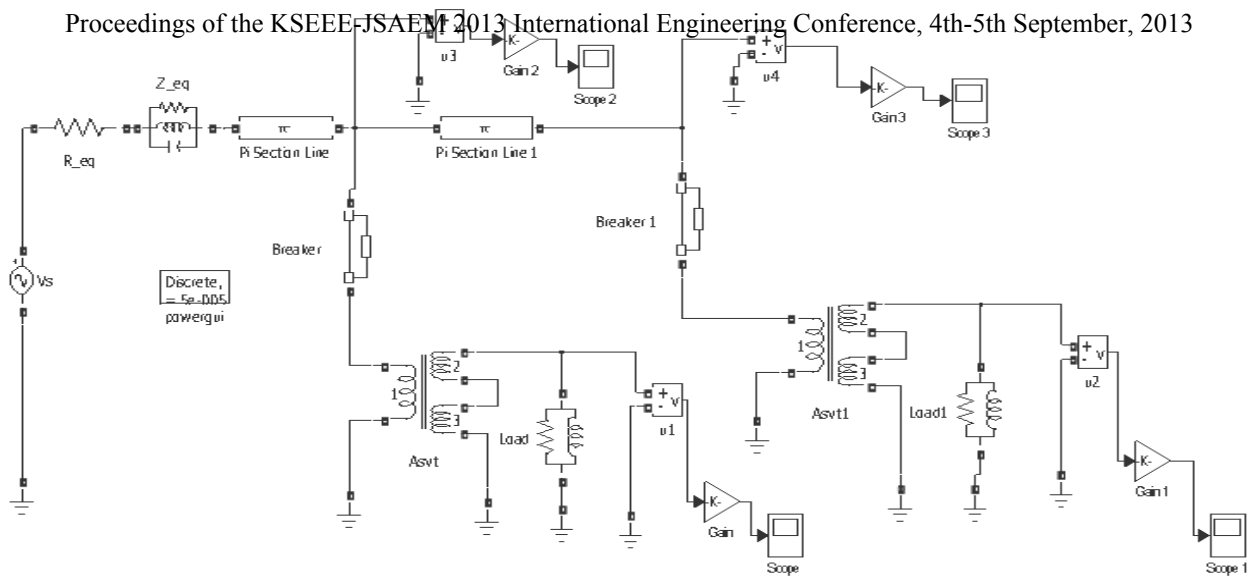 Proceedings of the KSEEE-JSAEM 2013 International Engineering Conference, 4th-5th September, 2013
+
-
v
v3
-K-
Gain 2
Scope 2
+
-
v
v4
-K-
Gain3
Scope 3
Z_eq
R_eq
π
Pi Section Line
π
Pi Section Line 1
Breaker
Breaker 1
+
Vs
Discrete,
= 5e-005
powergui
1
2
3
Asvt
Load
+
-
v
v1
-K-
Gain
Scope
1
2
3
Asvt1
Load1
+
-
v
v2
-K-
Gain 1
Scope 1